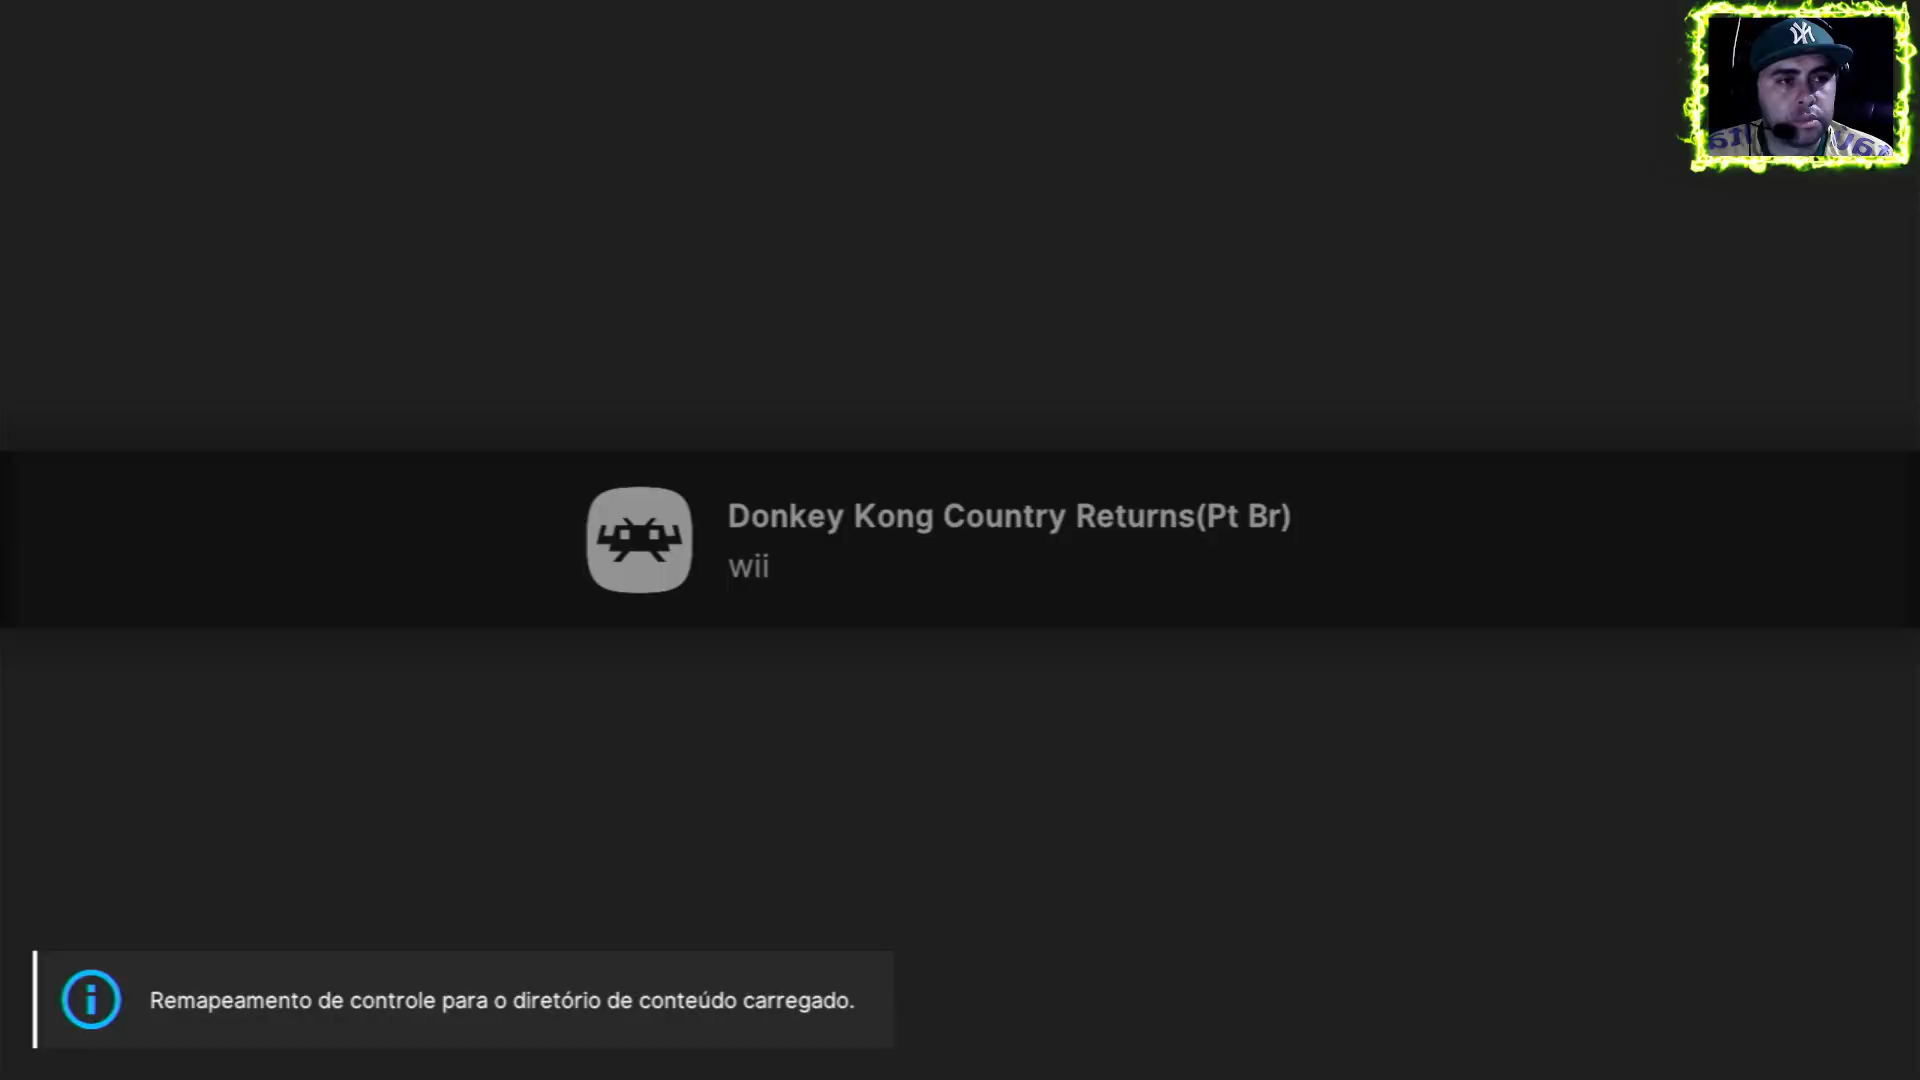 Donkey Kong Country Returns(Pt Br)
wii
Remapeamento de controle para o diretório de conteúdo carregado.